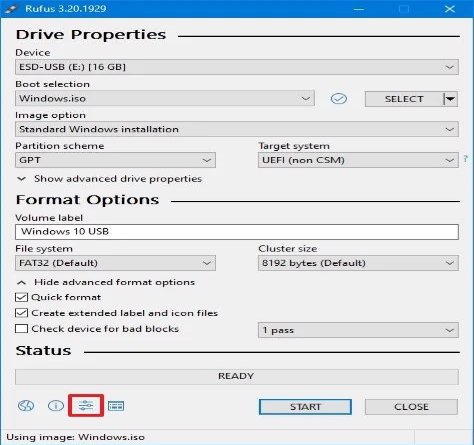 Rufus 3.20.1929
Drive Properties
Device
ESD-USB (E:) [16 GB]
Boot selection
Windows.iso
SELECT
Image option
Standard Windows installation
Partition scheme Target system
GPT UEFI (non CSM) ?
Show advanced drive properties
Format Options
Volume label
Windows 10 USB
File system Cluster size
FAT32 (Default) 8192 bytes (Default)
Hide advanced format options
Quick format
Create extended label and icon files
Check device for bad blocks 1 pass
Status
READY
START CLOSE
Using image: Windows.iso